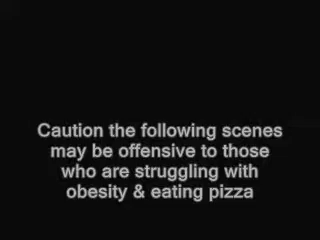 Caution the following scenes
may be offensive to those
who are struggling with
obesity & eating pizza